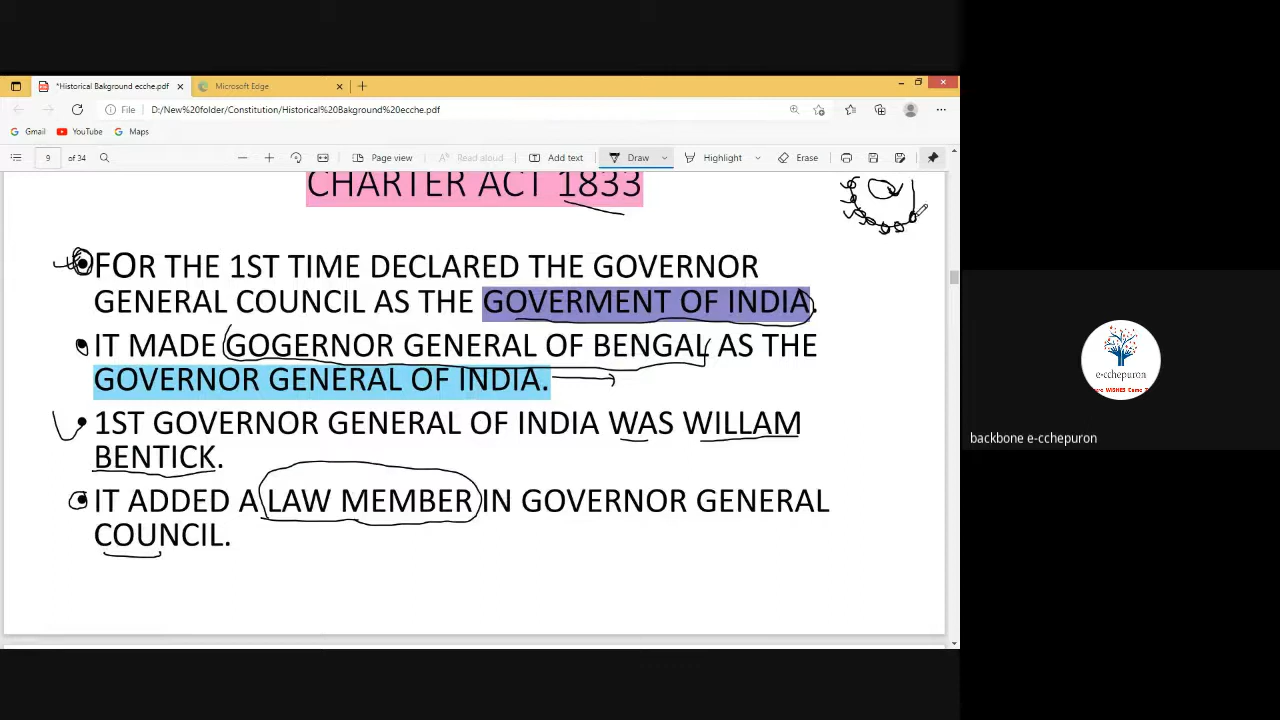 *Historical Bakground ecche.pdf
Microsoft Edge
File D:/New%20folder/Constitution/Historical%20Bakground%20ecche.pdf
Gmail YouTube Maps
9 of 34 Page view Read aloud Add text Draw Highlight Erase
CHARTER ACT 1833
FOR THE 1ST TIME DECLARED THE GOVERNOR
GENERAL COUNCIL AS THE GOVERMENT OF INDIA.
IT MADE GOGERNOR GENERAL OF BENGAL AS THE
GOVERNOR GENERAL OF INDIA.
1ST GOVERNOR GENERAL OF INDIA WAS WILLAM
BENTICK.
IT ADDED A LAW MEMBER IN GOVERNOR GENERAL
COUNCIL.
e-cchepuron
backbone e-cchepuron